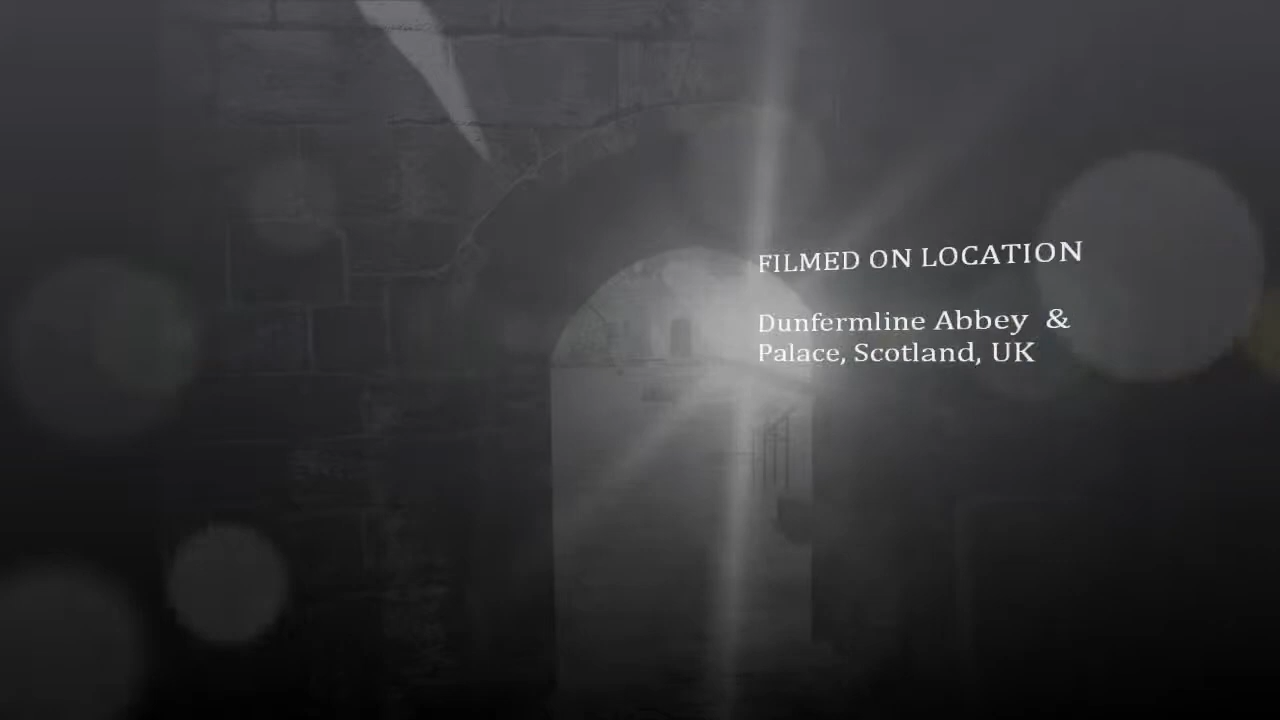 FILMED ON LOCATION
Dunfermline Abbey &
Palace, Scotland, UK